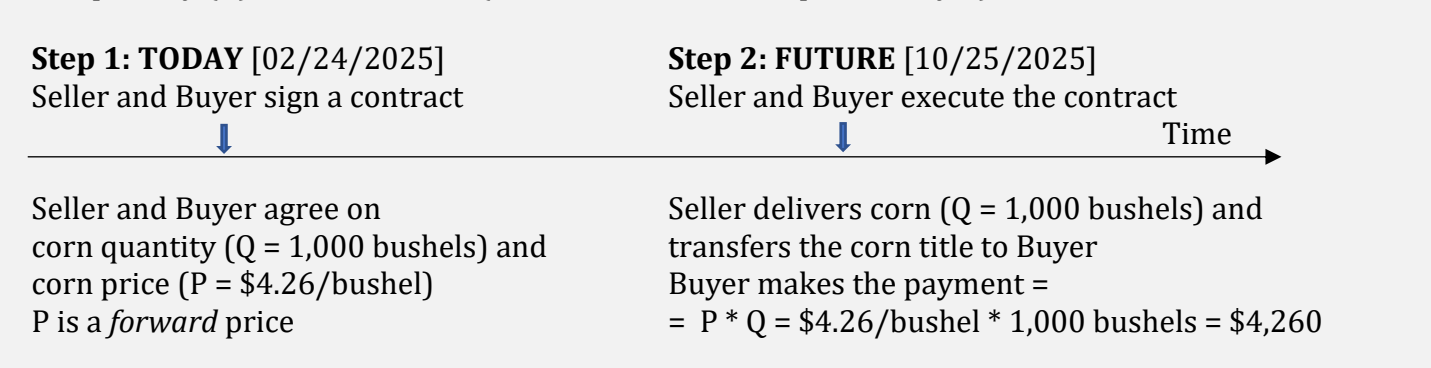 Step 1: TODAY [02/24/2025]
Seller and Buyer sign a contract
Step 2: FUTURE [10/25/2025]
Seller and Buyer execute the contract
Time
Seller and Buyer agree on
corn quantity (Q = 1,000 bushels) and
corn price (P = $4.26/bushel)
P is a forward price
Seller delivers corn (Q = 1,000 bushels) and
transfers the corn title to Buyer
Buyer makes the payment =
= P * Q = $4.26/bushel * 1,000 bushels = $4,260